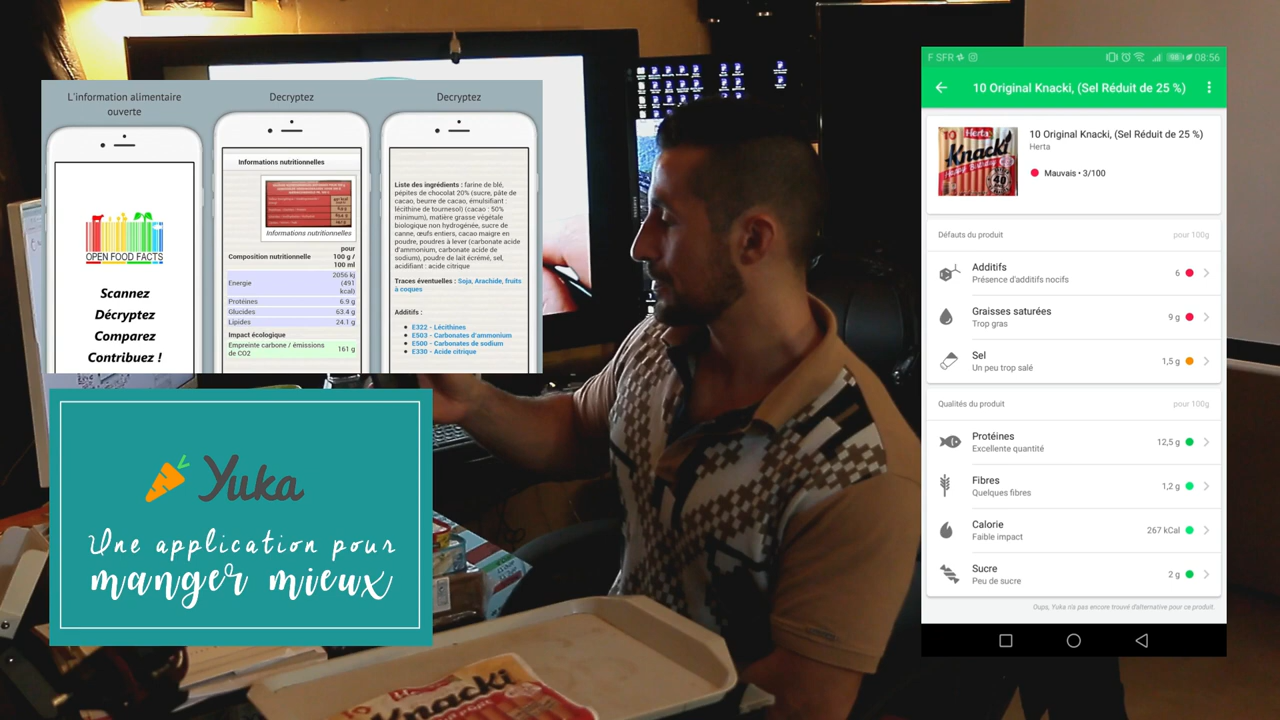 L'information alimentaire
ouverte
OPEN FOOD FACTS
Scannez
Décryptez
Comparez
Contribuez !
Decryptez
Informations nutritionnelles
Informations nutritionnelles
pour
Composition nutritionnelle 100 g /
100 ml
2056 kj
Energie (491
kcal)
Protéines 6.9 g
Glucides 63.4 g
Lipides 24.1 g
Impact écologique
Empreinte carbone / émissions 161 g
de CO2
Decryptez
Liste des ingrédients : farine de blé,
pépites de chocolat 20% (sucre, pâte de
cacao, beurre de cacao, émulsifiant :
lécithine de tournesol) (cacao : 50%
minimum), matière grasse végétale
biologique non hydrogénée, sucre de
canne, œufs entiers, cacao maigre en
poudre, poudres à lever (carbonate acide
d'ammonium, carbonate acide de
sodium), poudre de lait écrémé, sel,
acidifiant : acide citrique
Traces éventuelles : Soja, Arachide, fruits
à coques
Additifs :
E322 - Lécithines
E503 - Carbonates d'ammonium
E500 - Carbonates de sodium
E330 - Acide citrique
Yuka
Une application pour
manger mieux
10 Herta
Knacki
F SFR 98 08:56
10 Original Knacki, (Sel Réduit de 25 %)
10 Herta
Knacki
Happy Birthday
40
10 Original Knacki, (Sel Réduit de 25 %)
Herta
Mauvais • 3/100
Défauts du produit pour 100g
Additifs 6
Présence d'additifs nocifs
Graisses saturées 9 g
Trop gras
Sel 1,5 g
Un peu trop salé
Qualités du produit pour 100g
Protéines 12,5 g
Excellente quantité
Fibres 1,2 g
Quelques fibres
Calorie 267 kCal
Faible impact
Sucre 2 g
Peu de sucre
Oups, Yuka n'a pas encore trouvé d'alternative pour ce produit.